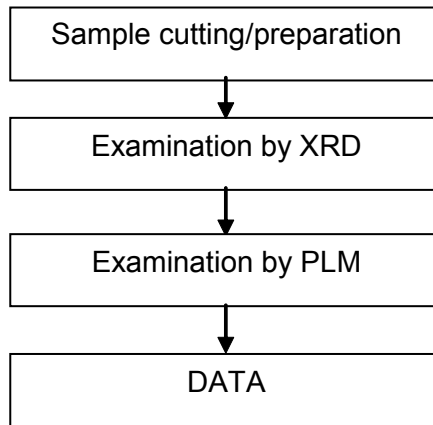 Sample cutting/preparation
Examination by XRD
Examination by PLM
DATA